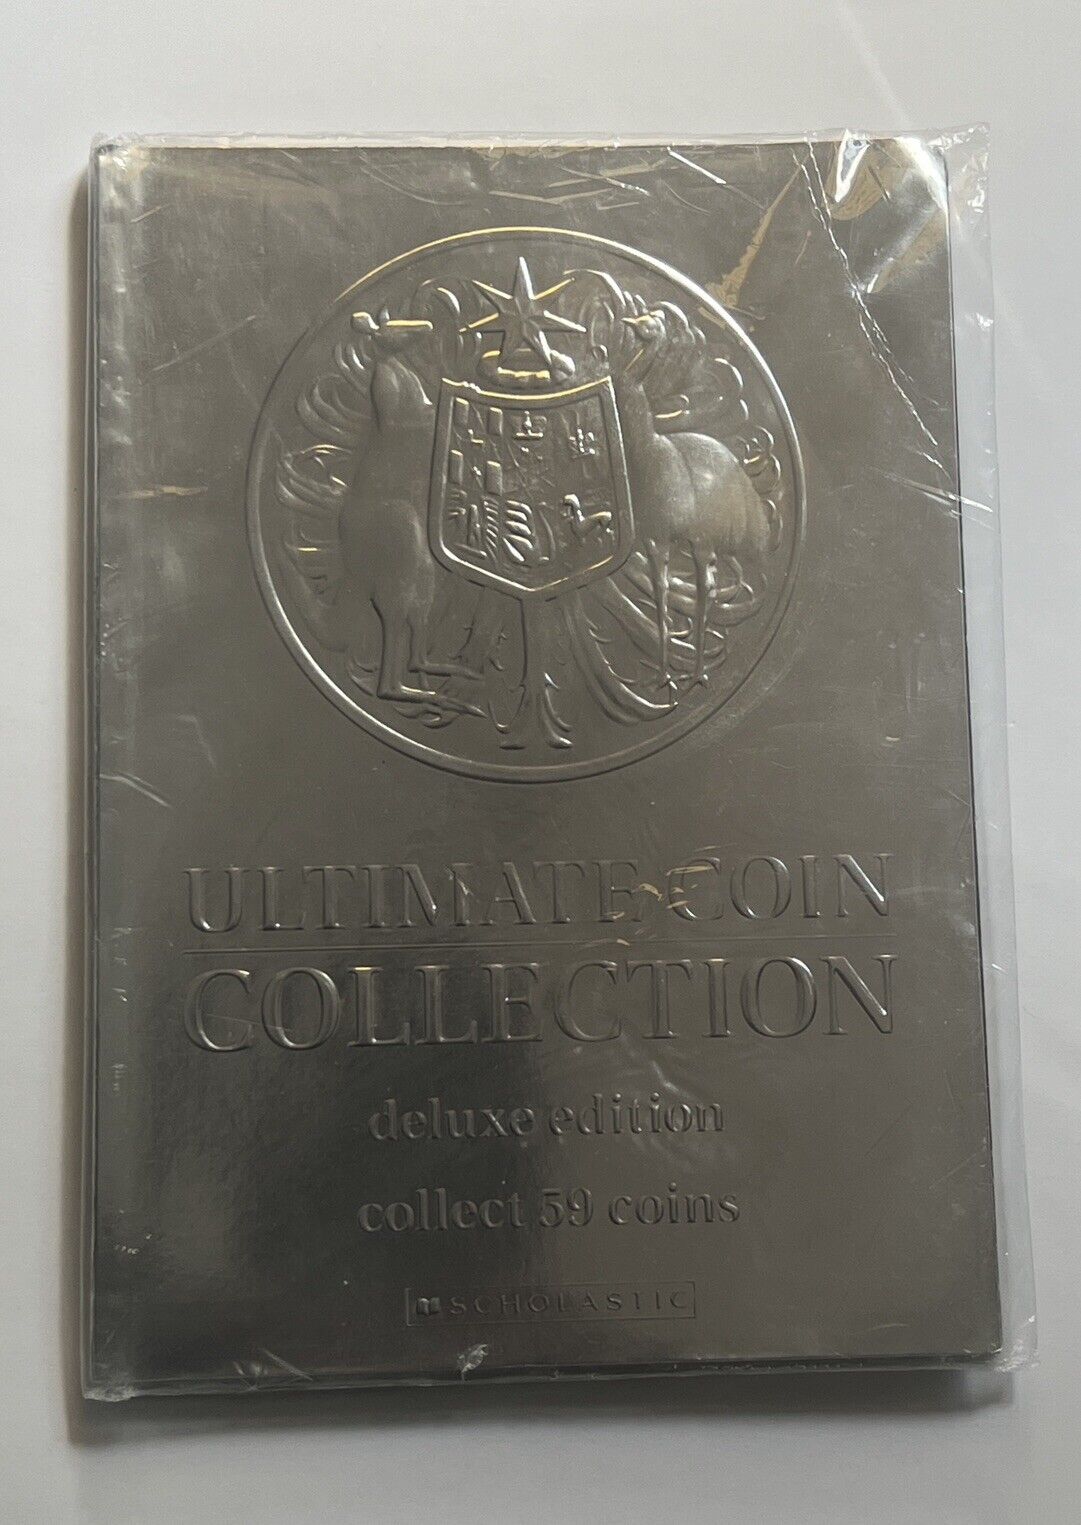 ULTIMATE COIN
COLLECTION
deluxe edition
collect 59 coins
SCHOLASTIC